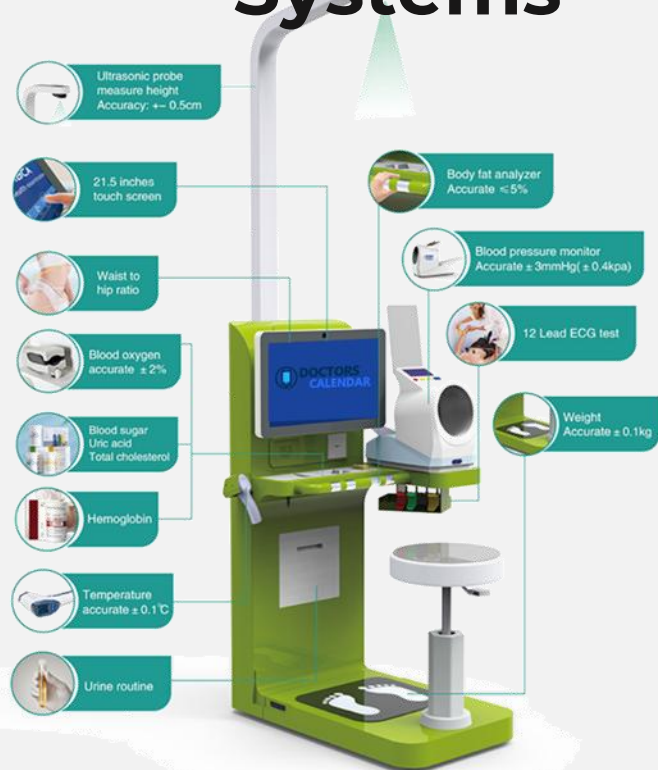 Systems
Ultrasonic probe
measure height
Accuracy: +− 0.5cm
21.5 inches
touch screen
Waist to
hip ratio
Blood oxygen
accurate ±2%
Blood sugar
Uric acid
Total cholesterol
Hemoglobin
Temperature
accurate ±0.1℃
Urine routine
Body fat analyzer
Accurate ≤5%
Blood pressure monitor
Accurate ± 3mmHg( ± 0.4kpa)
12 Lead ECG test
Weight
Accurate ± 0.1kg
DOCTORS
CALENDAR